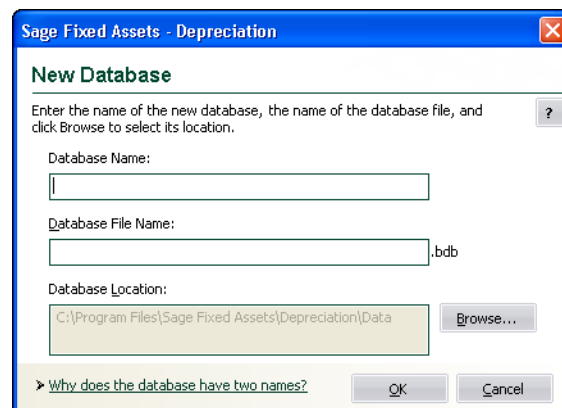 Sage Fixed Assets - Depreciation
New Database
Enter the name of the new database, the name of the database file, and
click Browse to select its location.
?
Database Name:
Database File Name:
.bdb
Database Location:
C:\Program Files\Sage Fixed Assets\Depreciation\Data
Browse...
Why does the database have two names?
OK
Cancel